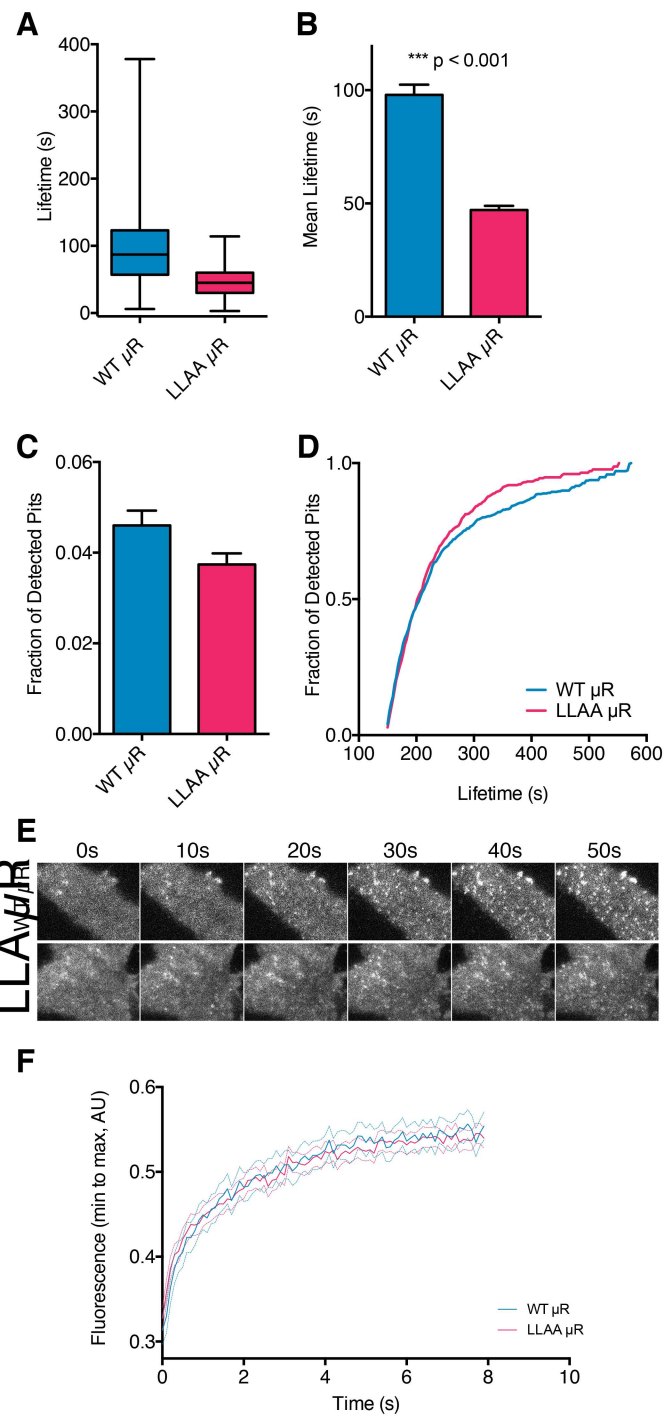 A
400
300
200
100
0
Lifetime (s)
WT µR
LLAA µR
B
*** p < 0.001
100
50
0
Mean Lifetime (s)
WT µR
LLAA µR
C
0.06
0.04
0.02
0.00
Fraction of Detected Pits
WT µR
LLAA µR
D
1.0
0.5
0.0
Fraction of Detected Pits
WT µR
LLAA µR
100 200 300 400 500 600
Lifetime (s)
E
0s 10s 20s 30s 40s 50s
WT µR
LLA µR
F
0.6
0.5
0.4
0.3
Fluorescence (min to max, AU)
WT µR
LLAA µR
0 2 4 6 8 10
Time (s)